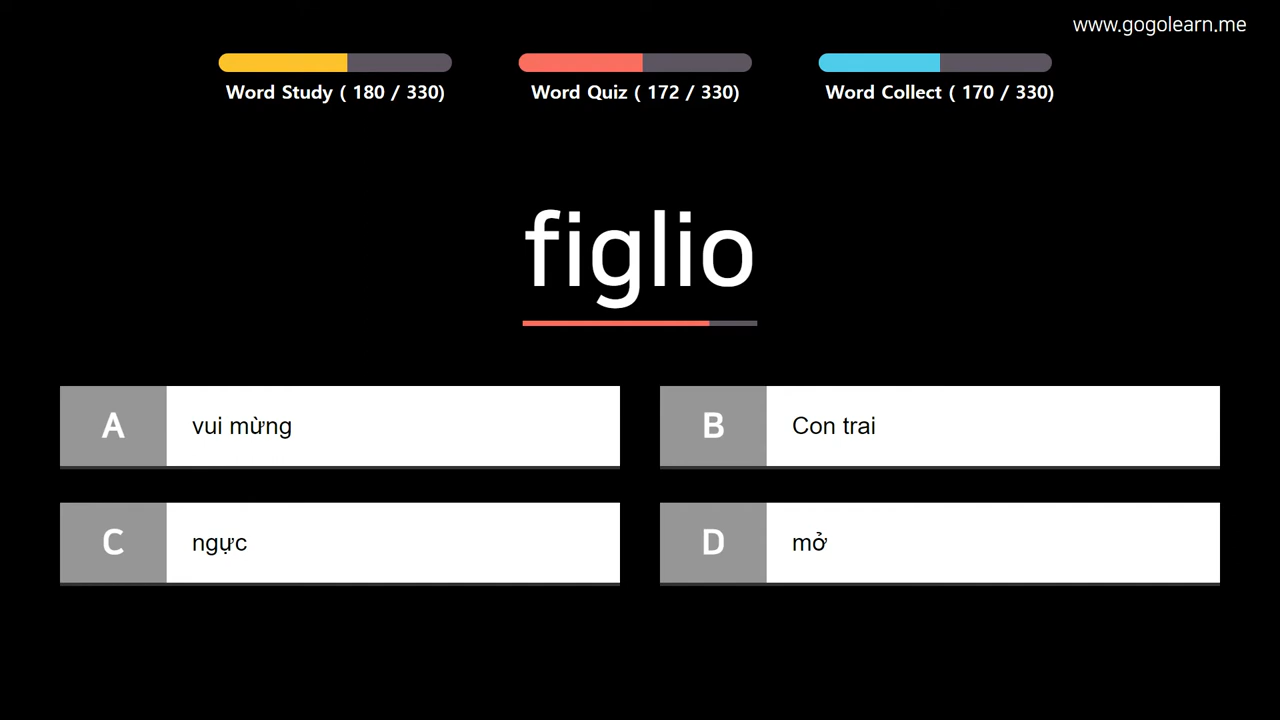 www.gogolearn.me
Word Study ( 180 / 330)
Word Quiz ( 172 / 330)
Word Collect ( 170 / 330)
figlio
A vui mừng
B Con trai
C ngực
D mở